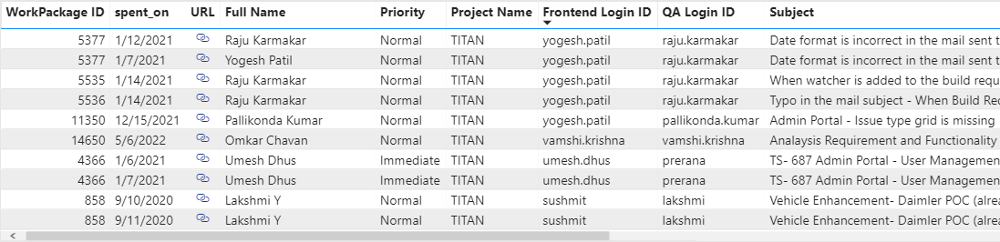 WorkPackage ID spent_on URL Full Name Priority Project Name Frontend Login ID QA Login ID Subject
5377 1/12/2021 Raju Karmakar Normal TITAN yogesh.patil raju.karmakar Date format is incorrect in the mail sent t
5377 1/7/2021 Yogesh Patil Normal TITAN yogesh.patil raju.karmakar Date format is incorrect in the mail sent t
5535 1/14/2021 Raju Karmakar Normal TITAN yogesh.patil raju.karmakar When watcher is added to the build requ
5536 1/14/2021 Raju Karmakar Normal TITAN yogesh.patil raju.karmakar Typo in the mail subject - When Build Rec
11350 12/15/2021 Pallikonda Kumar Normal TITAN yogesh.patil pallikonda.kumar Admin Portal - Issue type grid is missing
14650 5/6/2022 Omkar Chavan Normal TITAN vamshi.krishna vamshi.krishna Analaysis Requirement and Functionality
4366 1/6/2021 Umesh Dhus Immediate TITAN umesh.dhus prerana TS- 687 Admin Portal - User Management
4366 1/7/2021 Umesh Dhus Immediate TITAN umesh.dhus prerana TS- 687 Admin Portal - User Management
858 9/10/2020 Lakshmi Y Normal TITAN sushmit lakshmi Vehicle Enhancement- Daimler POC (alrea
858 9/11/2020 Lakshmi Y Normal TITAN sushmit lakshmi Vehicle Enhancement- Daimler POC (alrea